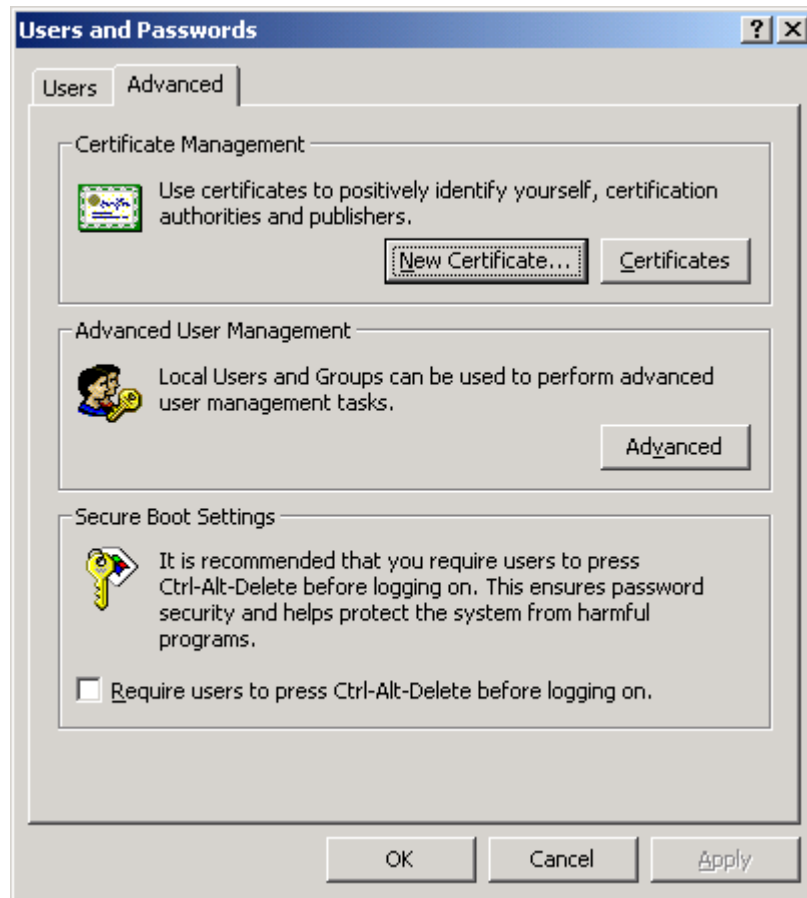 Users and Passwords
Users
Advanced
Certificate Management
Use certificates to positively identify yourself, certification
authorities and publishers.
New Certificate...
Certificates
Advanced User Management
Local Users and Groups can be used to perform advanced
user management tasks.
Advanced
Secure Boot Settings
It is recommended that you require users to press
Ctrl-Alt-Delete before logging on. This ensures password
security and helps protect the system from harmful
programs.
Require users to press Ctrl-Alt-Delete before logging on.
OK
Cancel
Apply